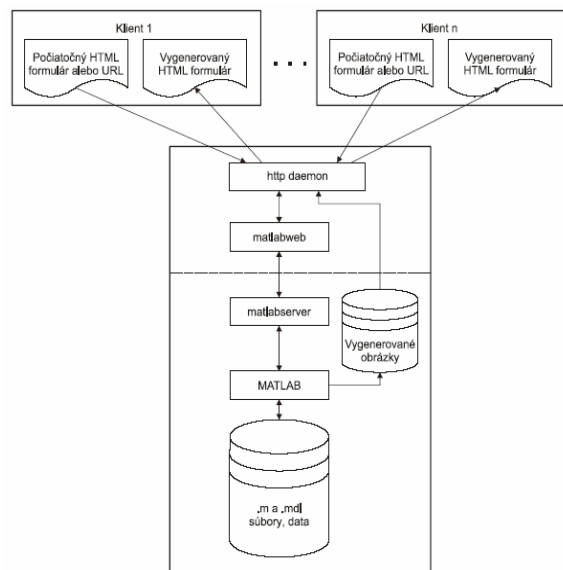 Klient 1
Počiatočný HTML
formulár alebo URL
Vygenerovaný
HTML formulár
Klient n
Počiatočný HTML
formulár alebo URL
Vygenerovaný
HTML formulár
http daemon
matlabweb
matlabserver
Vygenerované
obrázky
MATLAB
.m a .mdl
súbory, data